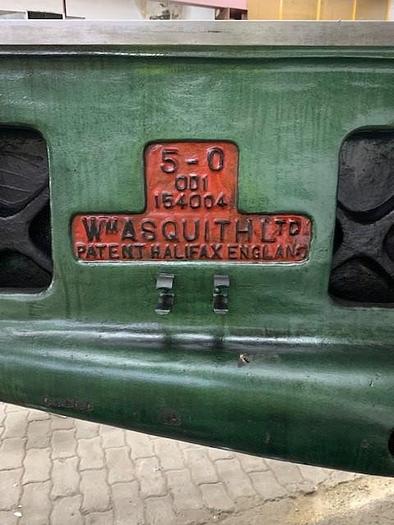 5-0
OD1
154004
WM ASQUITH LTD
PATENT HALIFAX ENGLAND